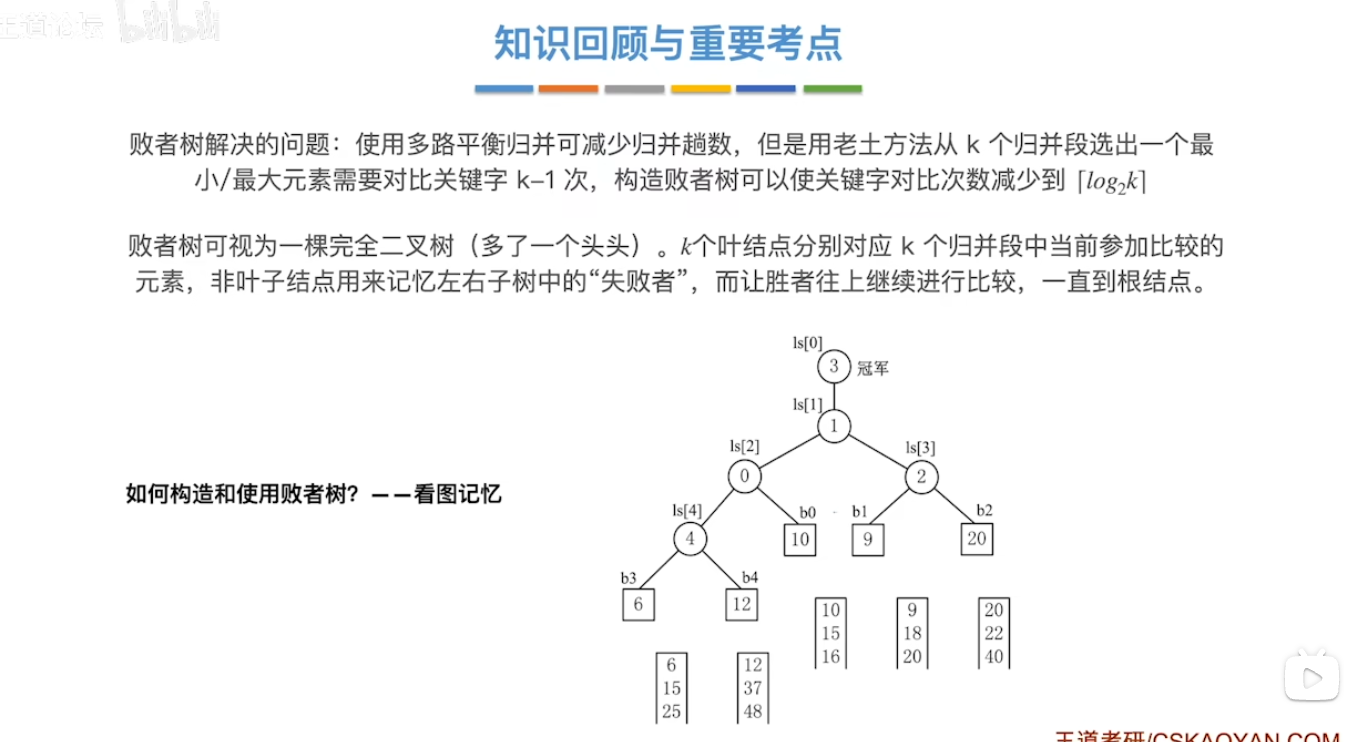 王道论坛 bilibili
知识回顾与重要考点
败者树解决的问题：使用多路平衡归并可减少归并趟数，但是用老土方法从 k 个归并段选出一个最
小/最大元素需要对比关键字 k–1 次，构造败者树可以使关键字对比次数减少到 ⌈log₂k⌉
败者树可视为一棵完全二叉树（多了一个头头）。k个叶结点分别对应 k 个归并段中当前参加比较的
元素，非叶子结点用来记忆左右子树中的“失败者”，而让胜者往上继续进行比较，一直到根结点。
ls[0]
3 冠军
ls[1]
1
ls[2] ls[3]
0 2
如何构造和使用败者树？——看图记忆
ls[4] b0 b1 b2
4 10 9 20
b3 b4
6 12
10 9 20
15 18 22
16 20 40
6 12
15 37
25 48
王道考研/CSKAOYAN.COM